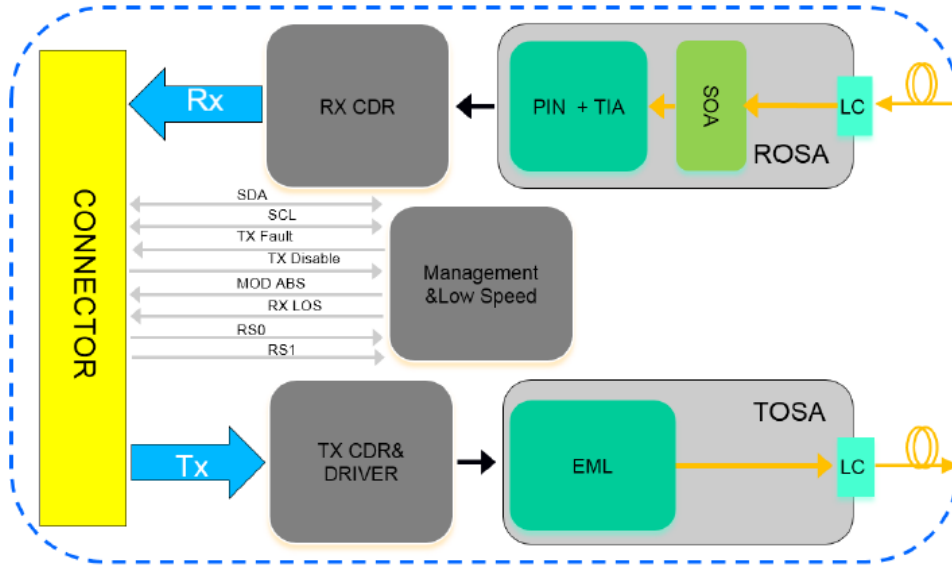 CONNECTOR
Rx
RX CDR
PIN + TIA
SOA
LC
ROSA
SDA
SCL
TX Fault
TX Disable
MOD ABS
RX LOS
RS0
RS1
Management
&Low Speed
Tx
TX CDR&
DRIVER
EML
TOSA
LC